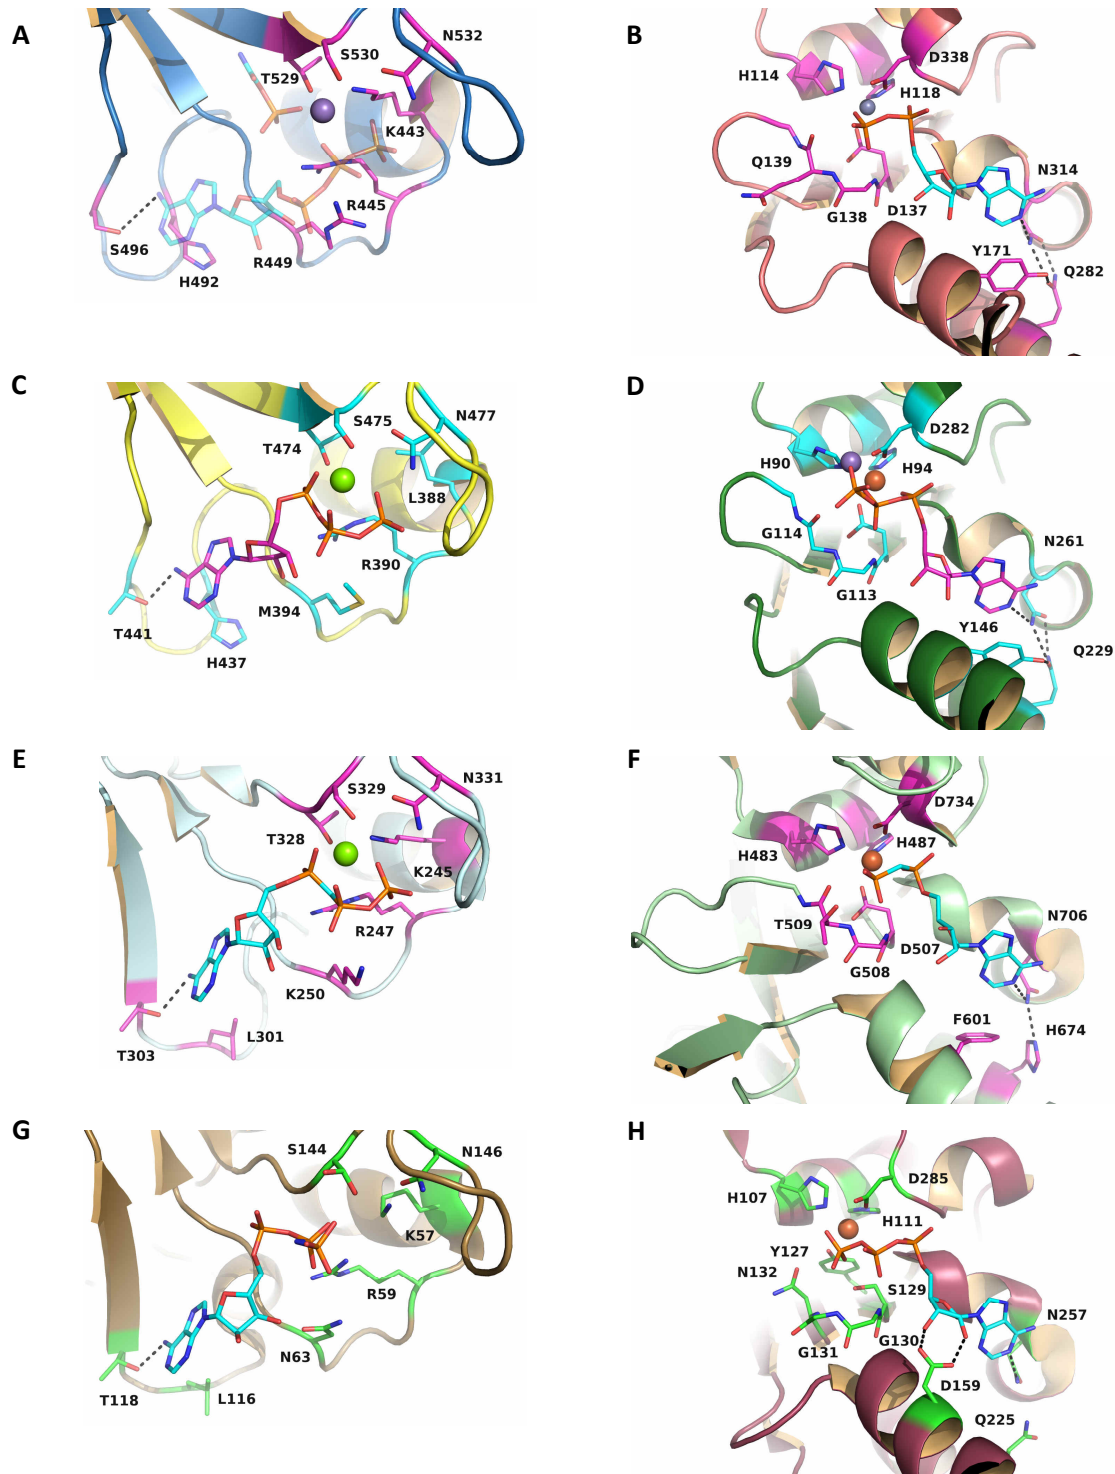 A
N532
S530
T529
K443
R445
S496
R449
H492
B
D338
H114
H118
Q139
N314
G138
D137
Y171
Q282
C
N477
S475
T474
L388
R390
M394
T441
H437
D
D282
H90
H94
G114
N261
G113
Y146
Q229
E
N331
S329
T328
K245
R247
K250
L301
T303
F
D734
H483
H487
N706
T509
D507
G508
F601
H674
G
S144
N146
K57
R59
N63
T118
L116
H
D285
H107
H111
Y127
N132
S129
N257
G130
G131
D159
Q225